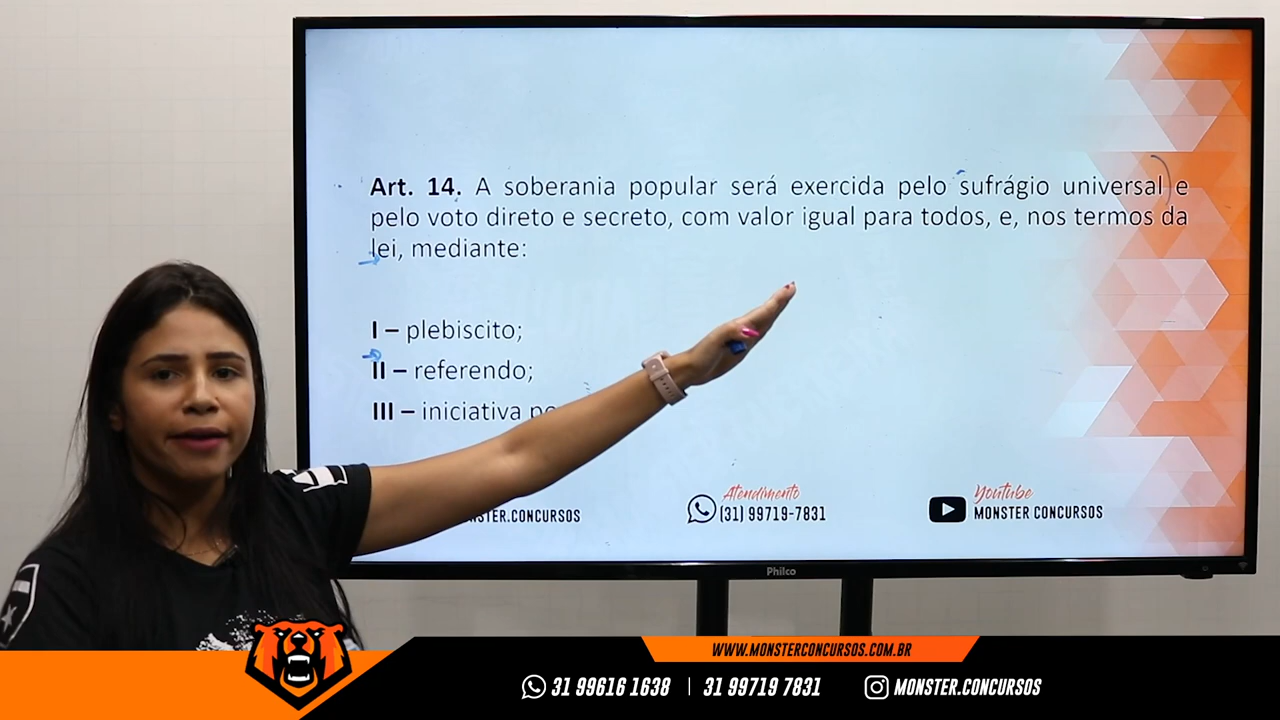 Art. 14. A soberania popular será exercida pelo sufrágio universal e
pelo voto direto e secreto, com valor igual para todos, e, nos termos da
lei, mediante:
I – plebiscito;
II – referendo;
III – iniciativa
Atendimento
(31) 99719-7831
Youtube
MONSTER CONCURSOS
.CONCURSOS
Philco
WWW.MONSTERCONCURSOS.COM.BR
31 99616 1638 | 31 99719 7831 MONSTER.CONCURSOS